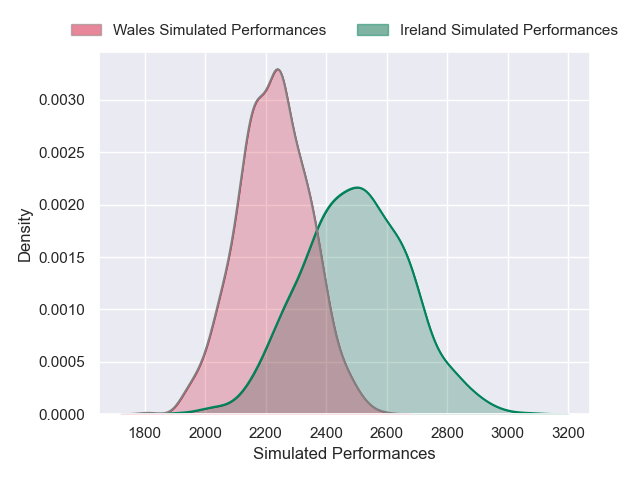 Wales Simulated Performances Ireland Simulated Performances
0.0030
0.0025
0.0020
0.0015
0.0010
0.0005
0.0000
Density
1800 2000 2200 2400 2600 2800 3000 3200
Simulated Performances